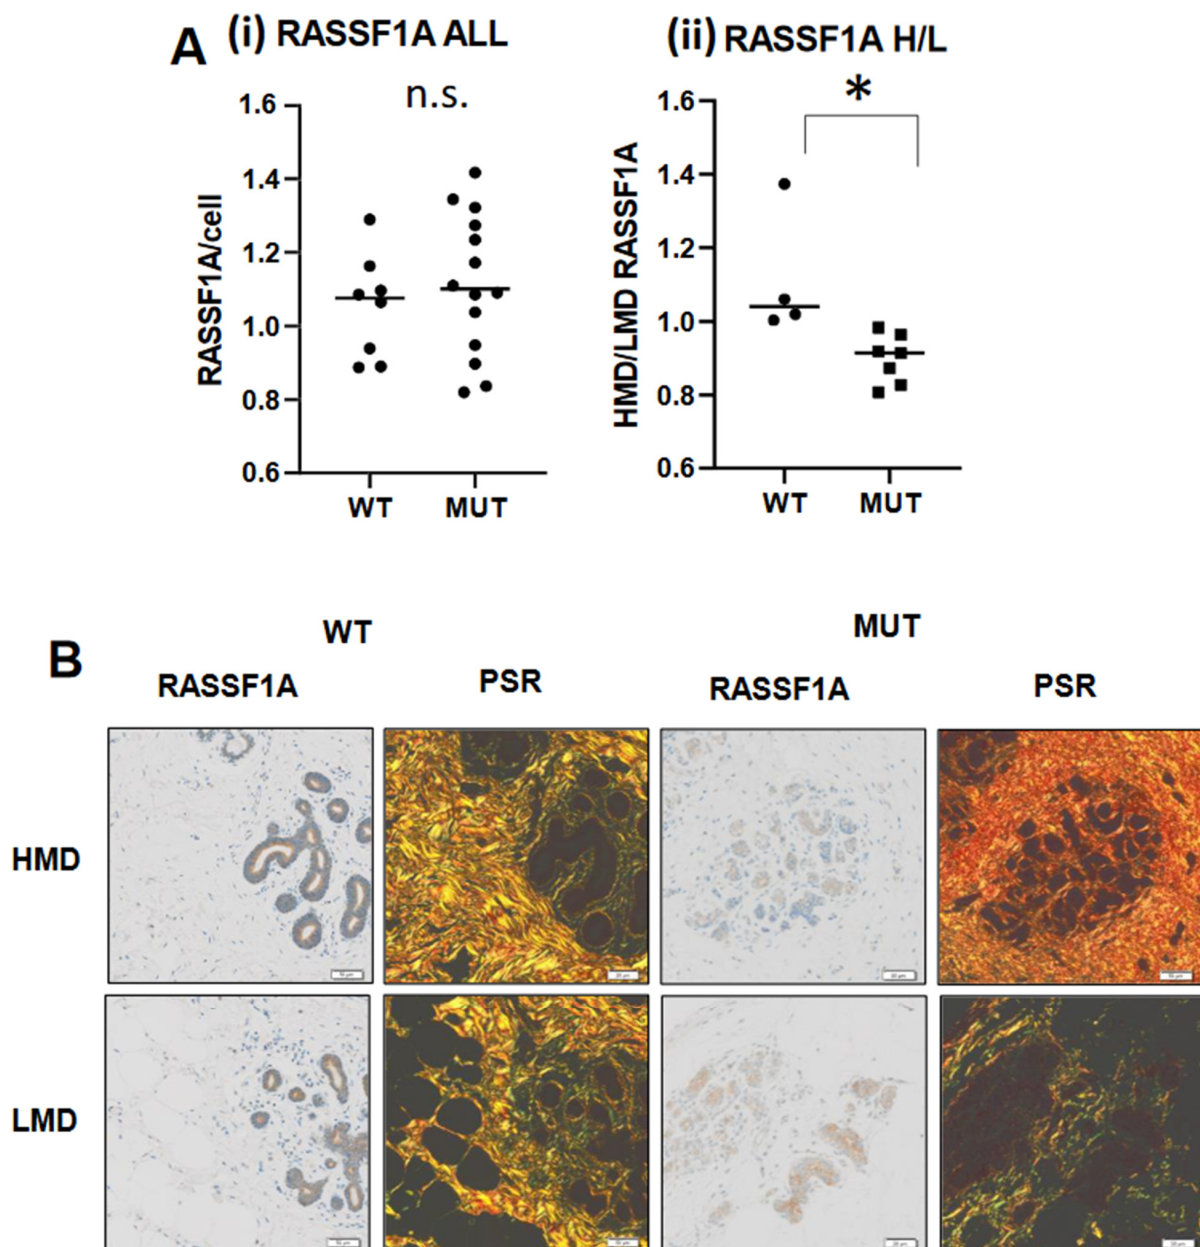 A (i) RASSF1A ALL
(ii) RASSF1A H/L
n.s.
*
RASSF1A/cell
1.6
1.4
1.2
1.0
0.8
0.6
WT MUT
HMD/LMD RASSF1A
1.6
1.4
1.2
1.0
0.8
0.6
WT MUT
B
WT MUT
RASSF1A PSR RASSF1A PSR
HMD
LMD